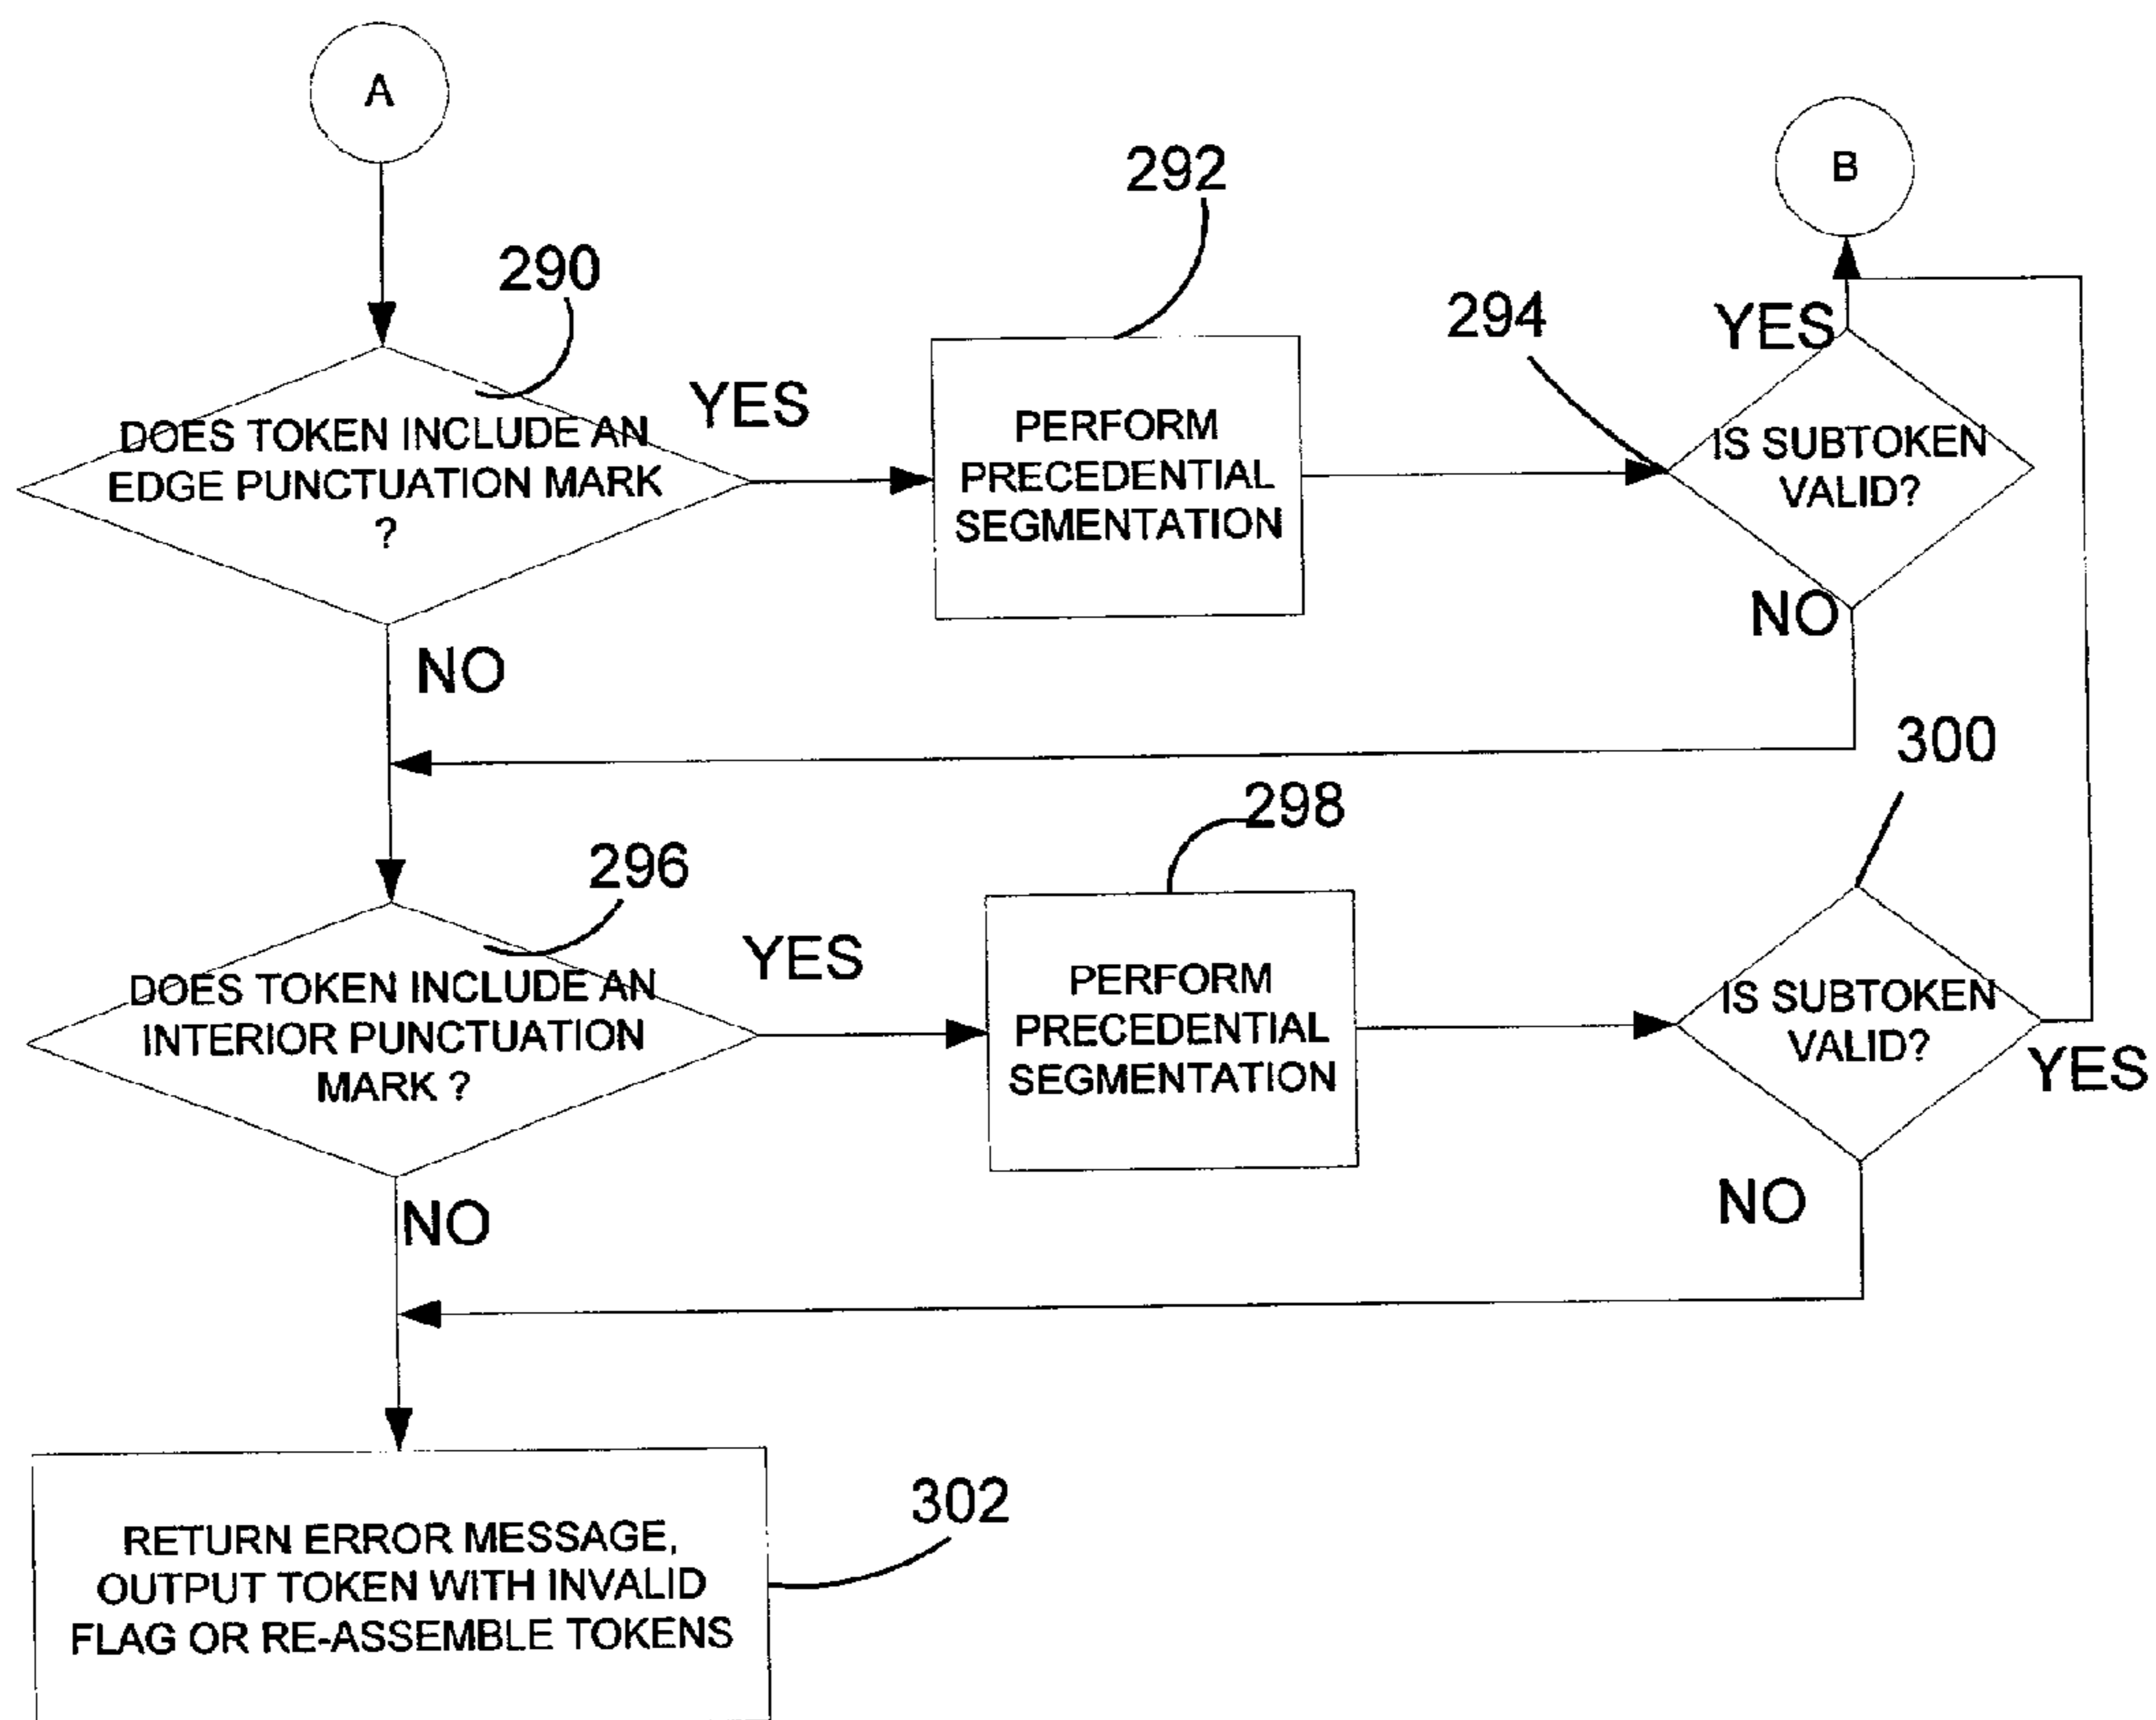 A
B
292
290
294
YES
YES
DOES TOKEN INCLUDE AN
EDGE PUNCTUATION MARK
?
PERFORM
PRECEDENTIAL
SEGMENTATION
IS SUBTOKEN
VALID?
NO
NO
300
298
296
YES
DOES TOKEN INCLUDE AN
INTERIOR PUNCTUATION
MARK ?
PERFORM
PRECEDENTIAL
SEGMENTATION
IS SUBTOKEN
VALID?
YES
NO
NO
302
RETURN ERROR MESSAGE,
OUTPUT TOKEN WITH INVALID
FLAG OR RE-ASSEMBLE TOKENS